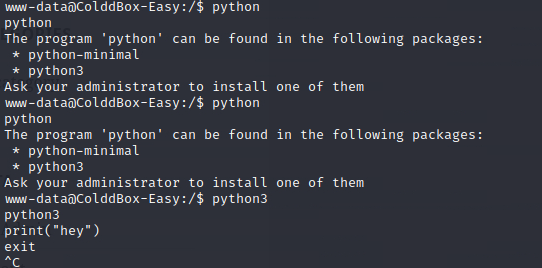 www-data@ColddBox-Easy:/$ python
python
The program 'python' can be found in the following packages:
 * python-minimal
 * python3
Ask your administrator to install one of them
www-data@ColddBox-Easy:/$ python
python
The program 'python' can be found in the following packages:
 * python-minimal
 * python3
Ask your administrator to install one of them
www-data@ColddBox-Easy:/$ python3
python3
print("hey")
exit
^C